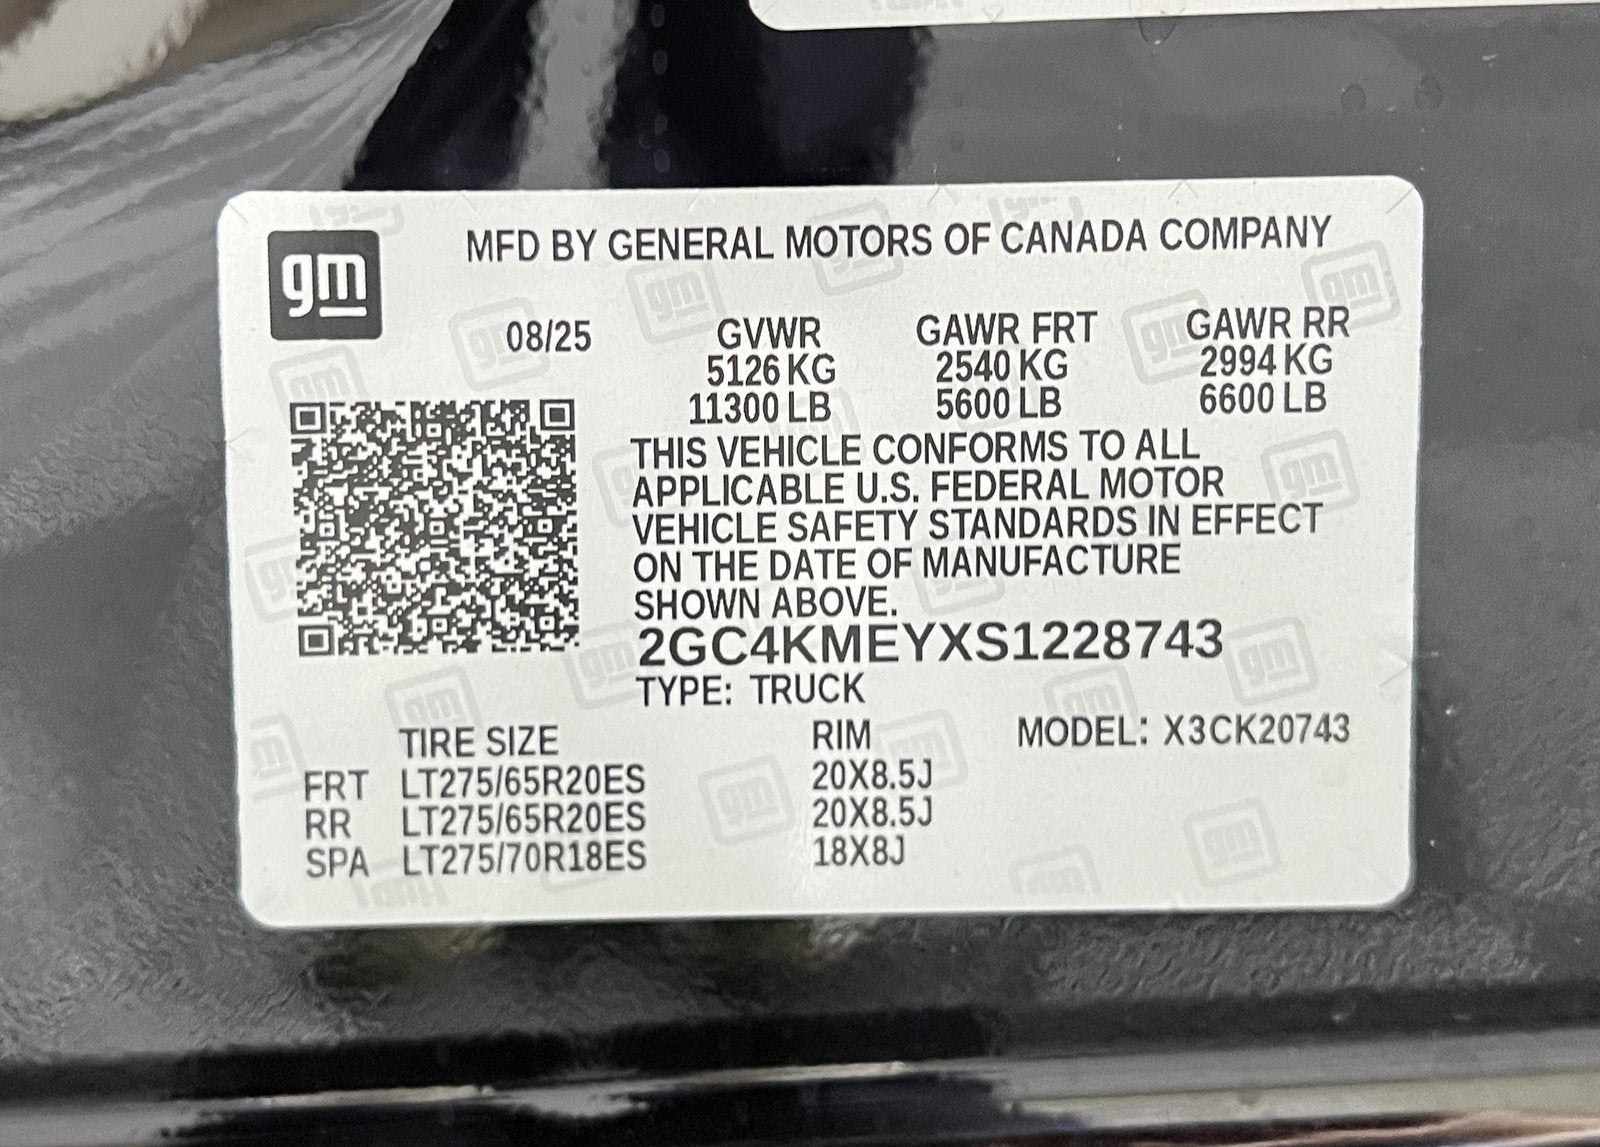 gm
MFD BY GENERAL MOTORS OF CANADA COMPANY
08/25 GVWR GAWR FRT GAWR RR
5126 KG 2540 KG 2994 KG
11300 LB 5600 LB 6600 LB
THIS VEHICLE CONFORMS TO ALL
APPLICABLE U.S. FEDERAL MOTOR
VEHICLE SAFETY STANDARDS IN EFFECT
ON THE DATE OF MANUFACTURE
SHOWN ABOVE.
2GC4KMEYXS1228743
TYPE: TRUCK
TIRE SIZE RIM MODEL: X3CK20743
FRT LT275/65R20ES 20X8.5J
RR LT275/65R20ES 20X8.5J
SPA LT275/70R18ES 18X8J